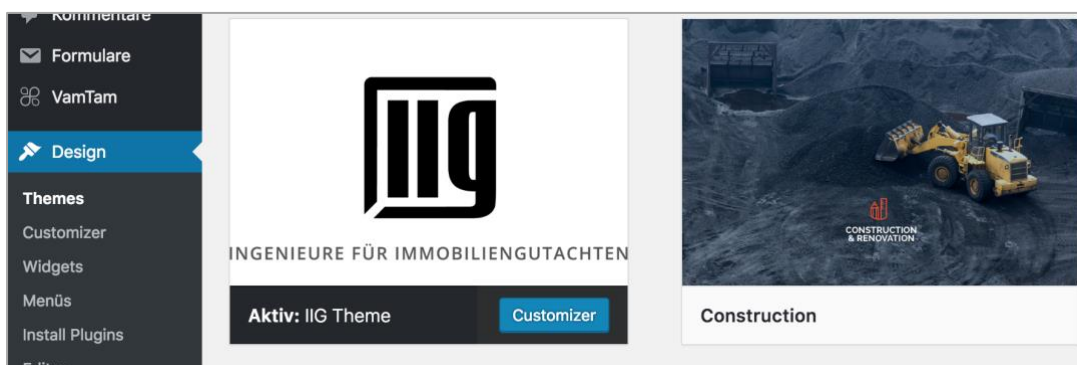 Kommentare
Formulare
VamTam
Design
Themes
Customizer
Widgets
Menüs
Install Plugins
iig
INGENIEURE FÜR IMMOBILIENGUTACHTEN
Aktiv: IIG Theme
Customizer
CONSTRUCTION
& RENOVATION
Construction